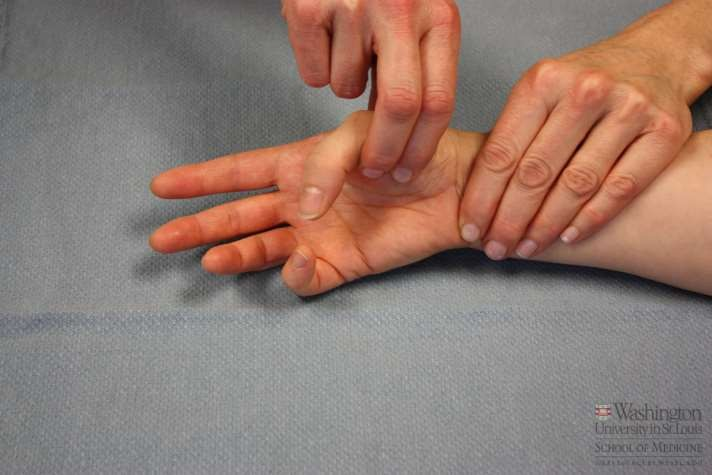 Washington
University in St. Louis
School of Medicine